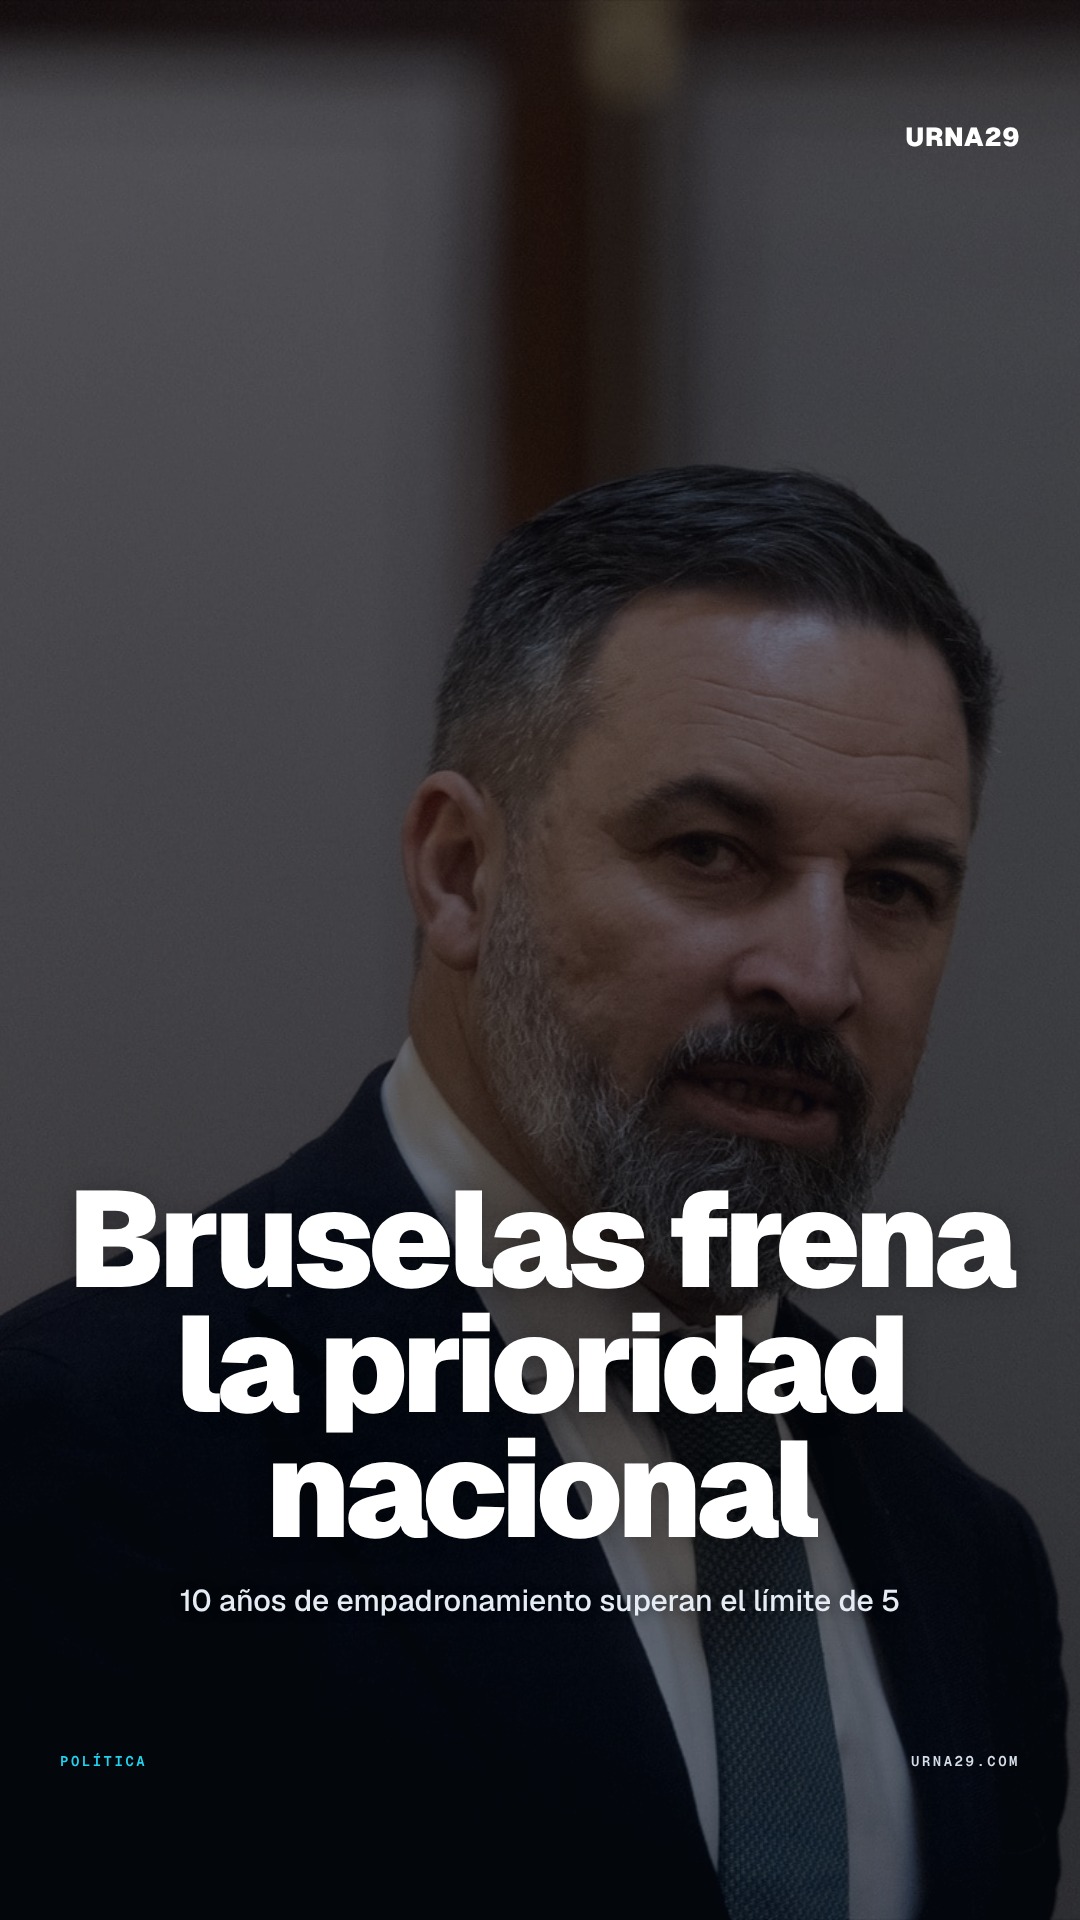 URNA29
Bruselas frena
la prioridad
nacional
10 años de empadronamiento superan el límite de 5
POLÍTICA
URNA29.COM